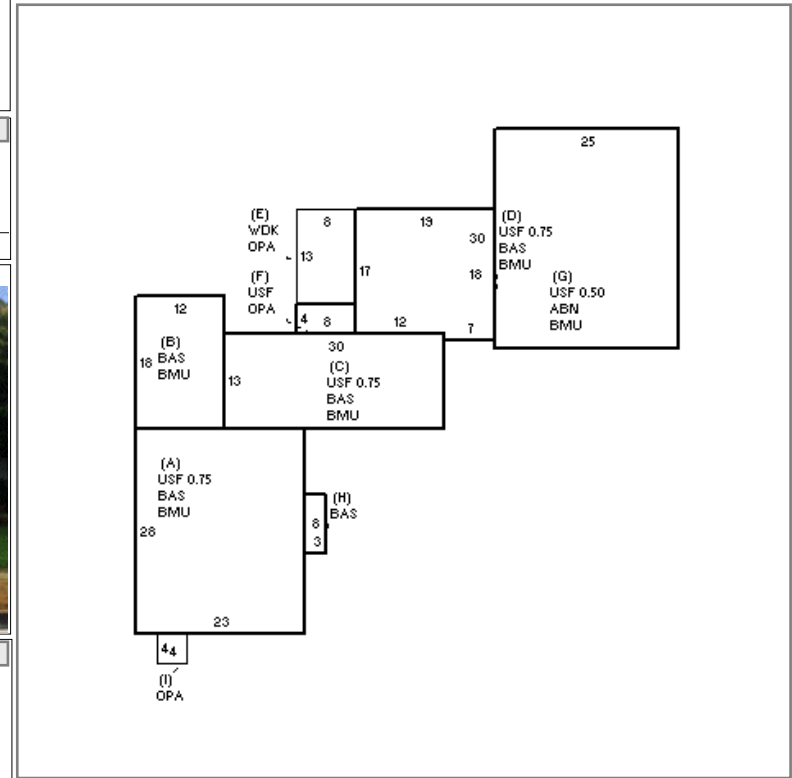 25
(E)
WDK
OPA
8
13
19
30
17
18
(D)
USF 0.75
BAS
BMU
(G)
USF 0.50
ABN
BMU
(F)
USF
OPA
4
8
12
7
12
(B)
BAS
BMU
18
30
13
(C)
USF 0.75
BAS
BMU
(A)
USF 0.75
BAS
BMU
28
23
(H)
BAS
8
3
4
4
(I)
OPA